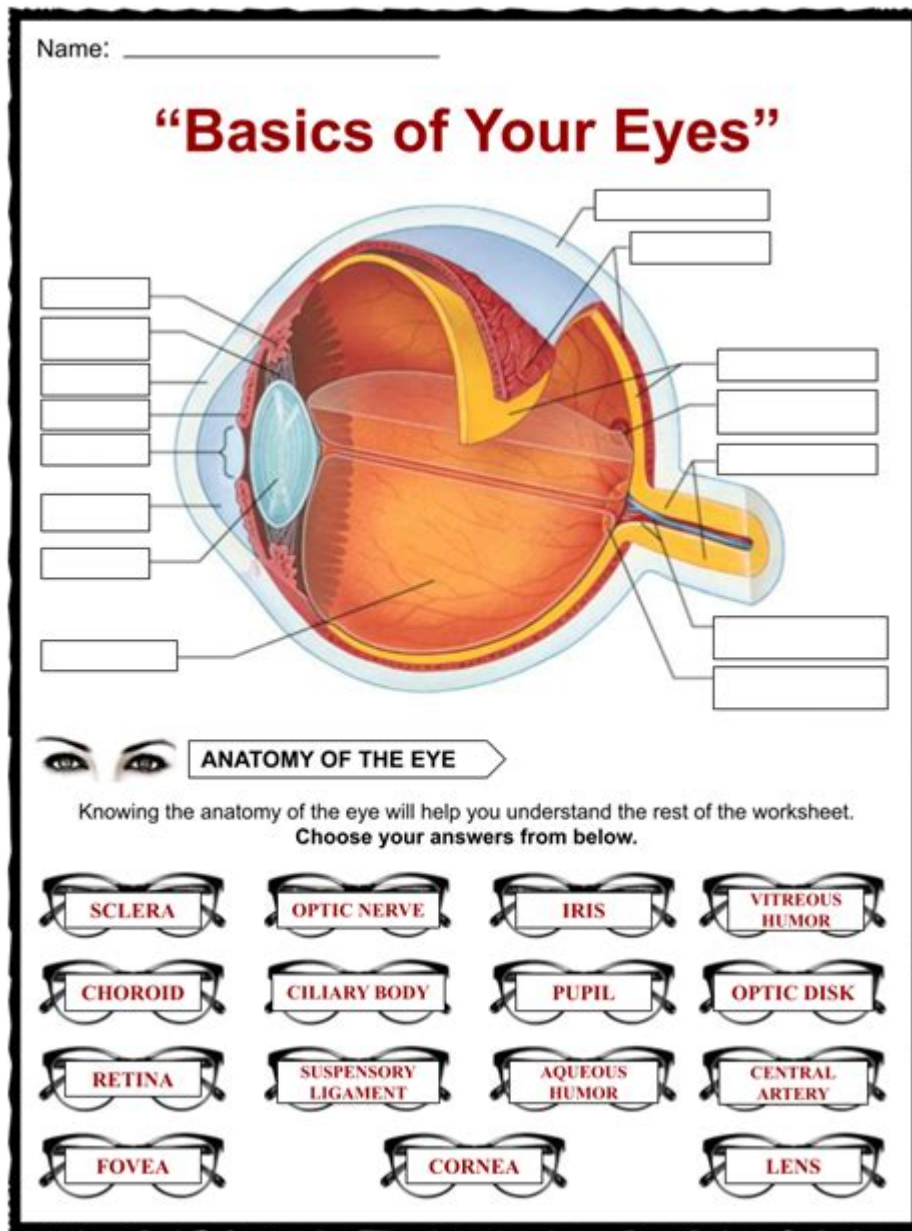 Name:
“Basics of Your Eyes”
ANATOMY OF THE EYE
Knowing the anatomy of the eye will help you understand the rest of the worksheet.
Choose your answers from below.
SCLERA
OPTIC NERVE
IRIS
VITREOUS
HUMOR
CHOROID
CILIARY BODY
PUPIL
OPTIC DISK
RETINA
SUSPENSORY
LIGAMENT
AQUEOUS
HUMOR
CENTRAL
ARTERY
FOVEA
CORNEA
LENS